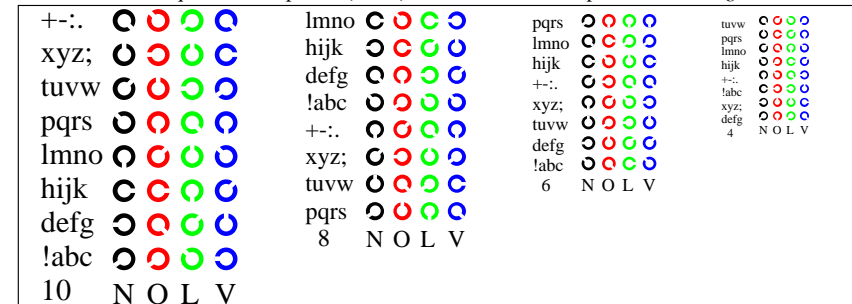 +-:.
xyz;
tuvw
pqrs
lmno
hijk
defg
!abc
10 N O L V
lmno
hijk
defg
!abc
+-:.
xyz;
tuvw
pqrs
8 N O L V
pqrs
lmno
hijk
+-:.
xyz;
tuvw
defg
!abc
6 N O L V
tuvw
pqrs
lmno
hijk
+-:.
!abc
xyz;
defg
4 N O L V